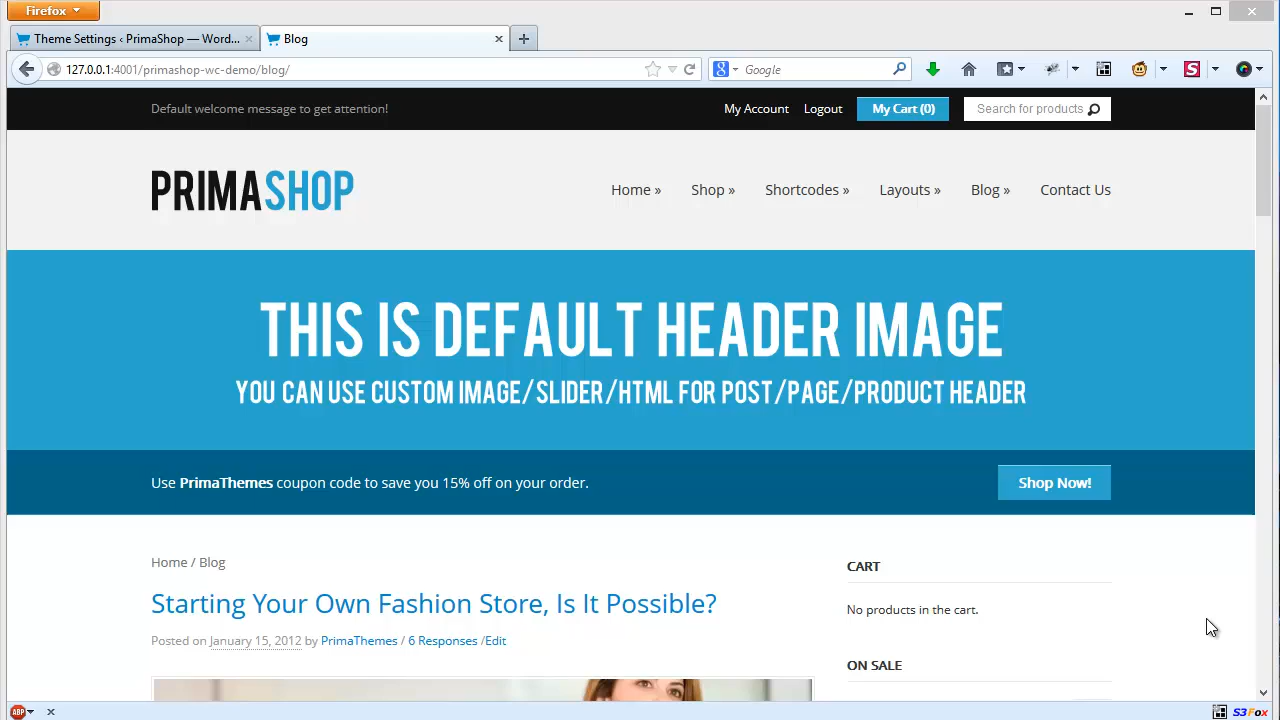 Firefox
Theme Settings ‹ PrimaShop — Word...
Blog
127.0.0.1:4001/primashop-wc-demo/blog/
Google
Default welcome message to get attention!
My Account
Logout
My Cart (0)
Search for products
PRIMASHOP
Home »
Shop »
Shortcodes »
Layouts »
Blog »
Contact Us
THIS IS DEFAULT HEADER IMAGE
YOU CAN USE CUSTOM IMAGE/SLIDER/HTML FOR POST/PAGE/PRODUCT HEADER
Use PrimaThemes coupon code to save you 15% off on your order.
Shop Now!
Home / Blog
Starting Your Own Fashion Store, Is It Possible?
Posted on January 15, 2012 by PrimaThemes / 6 Responses /Edit
CART
No products in the cart.
ON SALE
ABP
S3Fox